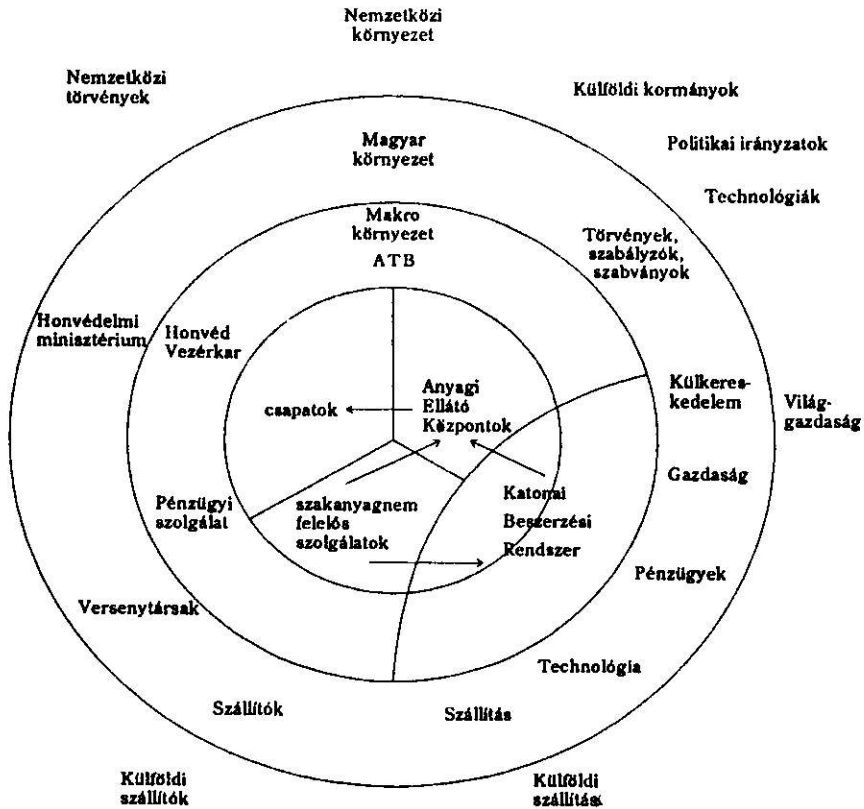 Nemzetközi
környezet
Nemzetközi
törvények
Külföldi kormányok
Magyar
környezet
Politikai irányzatok
Technológiák
Makro
környezet
ATB
Törvények,
szabályzók,
szabványok
Honvédelmi
minisztérium
Honvéd
Vezérkar
csapatok
Anyagi
Ellátó
Központok
Külkeres-
kedelem
Világ-
gazdaság
Gazdaság
Pénzügyi
szolgálat
szakanyagnem
felelős
szolgálatok
Katonai
Beszerzési
Rendszer
Pénzügyek
Versenytársak
Technológia
Szállítók
Szállítás
Külföldi
szállítók
Külföldi
szállítás